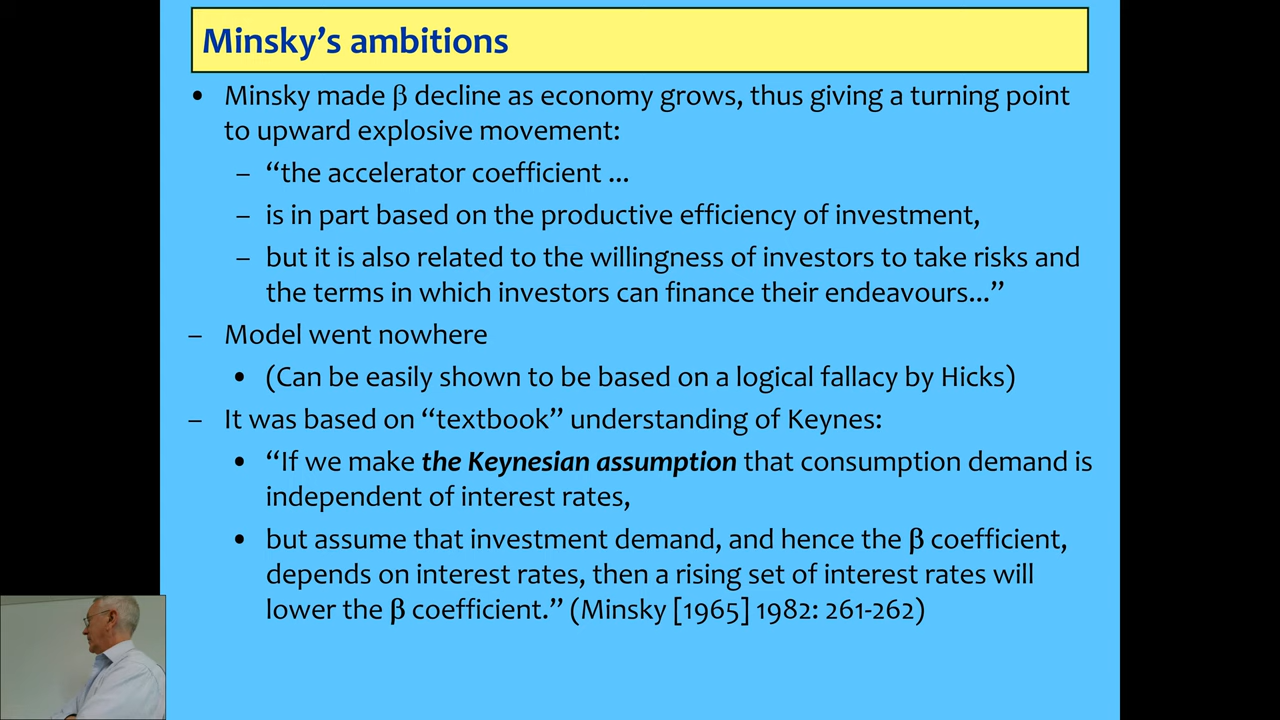 Minsky’s ambitions
• Minsky made β decline as economy grows, thus giving a turning point
to upward explosive movement:
– “the accelerator coefficient ...
– is in part based on the productive efficiency of investment,
– but it is also related to the willingness of investors to take risks and
the terms in which investors can finance their endeavours...”
– Model went nowhere
• (Can be easily shown to be based on a logical fallacy by Hicks)
– It was based on “textbook” understanding of Keynes:
• “If we make the Keynesian assumption that consumption demand is
independent of interest rates,
• but assume that investment demand, and hence the β coefficient,
depends on interest rates, then a rising set of interest rates will
lower the β coefficient.” (Minsky [1965] 1982: 261-262)